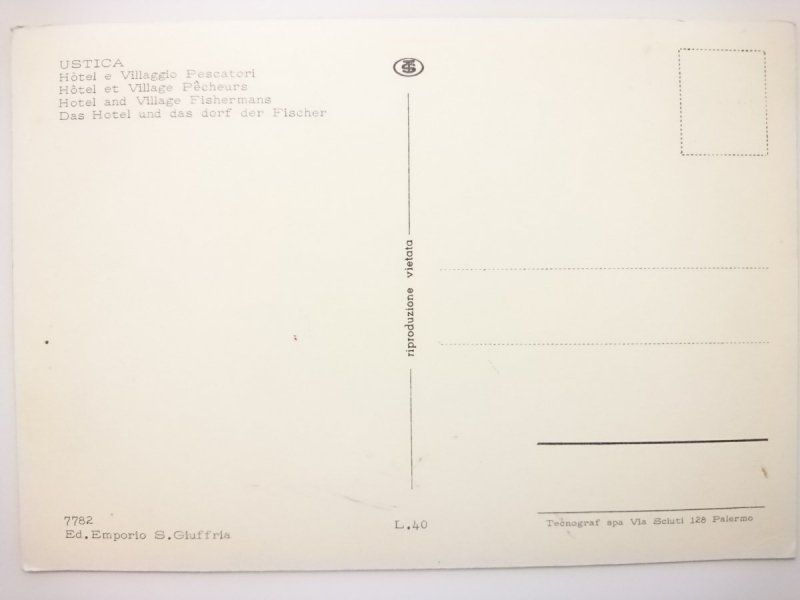 USTICA
Hôtel e Villaggio Pescatori
Hôtel et Village Pêcheurs
Hotel and Village Fishermans
Das Hotel und das dorf der Fischer
riproduzione vietata
7782
Ed. Emporio S. Giuffria
L. 40
Tecnograf spa Via Sciuti 128 Palermo